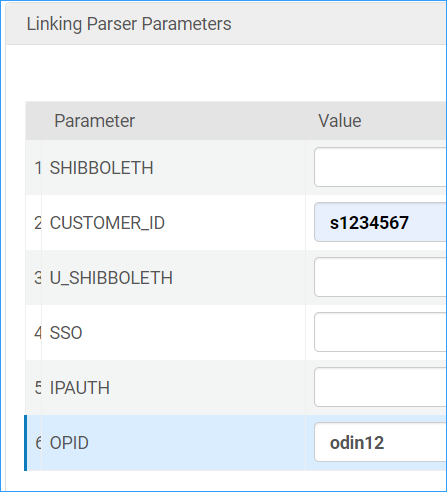 Linking Parser Parameters
Parameter Value
1 SHIBBOLETH
2 CUSTOMER_ID s1234567
3 U_SHIBBOLETH
4 SSO
5 IPAUTH
6 OPID odin12